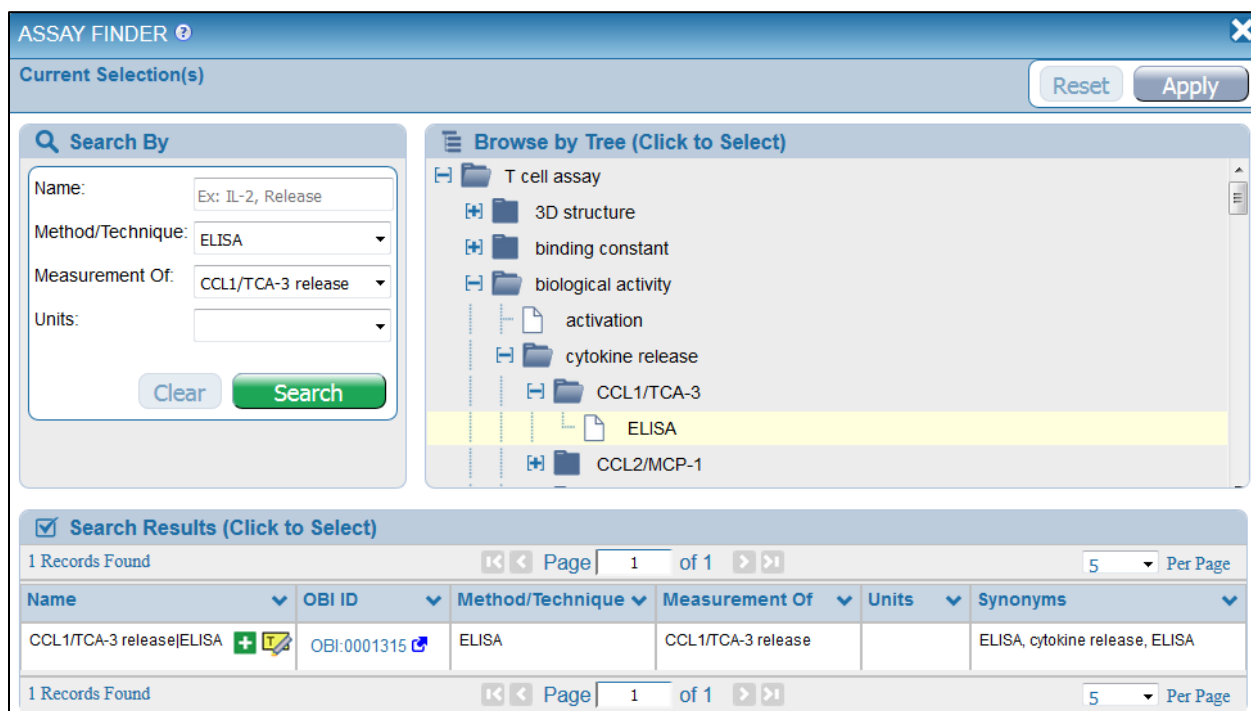 ASSAY FINDER
Current Selection(s)
Reset Apply
Search By
Name: Ex: IL-2, Release
Method/Technique: ELISA
Measurement Of: CCL1/TCA-3 release
Units:
Clear Search
Browse by Tree (Click to Select)
T cell assay
3D structure
binding constant
biological activity
activation
cytokine release
CCL1/TCA-3
ELISA
CCL2/MCP-1
Search Results (Click to Select)
1 Records Found Page 1 of 1 5 Per Page
Name OBI ID Method/Technique Measurement Of Units Synonyms
CCL1/TCA-3 release|ELISA OBI:0001315 ELISA CCL1/TCA-3 release ELISA, cytokine release, ELISA
1 Records Found Page 1 of 1 5 Per Page